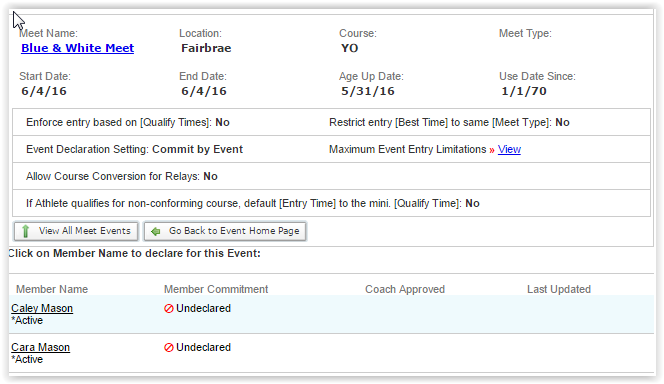 Meet Name: Location: Course: Meet Type:
Blue & White Meet Fairbrae YO
Start Date: End Date: Age Up Date: Use Date Since:
6/4/16 6/4/16 5/31/16 1/1/70
Enforce entry based on [Qualify Times]: No Restrict entry [Best Time] to same [Meet Type]: No
Event Declaration Setting: Commit by Event Maximum Event Entry Limitations » View
Allow Course Conversion for Relays: No
If Athlete qualifies for non-conforming course, default [Entry Time] to the mini. [Qualify Time]: No
View All Meet Events Go Back to Event Home Page
Click on Member Name to declare for this Event:
Member Name Member Commitment Coach Approved Last Updated
Caley Mason Undeclared
*Active
Cara Mason Undeclared
*Active